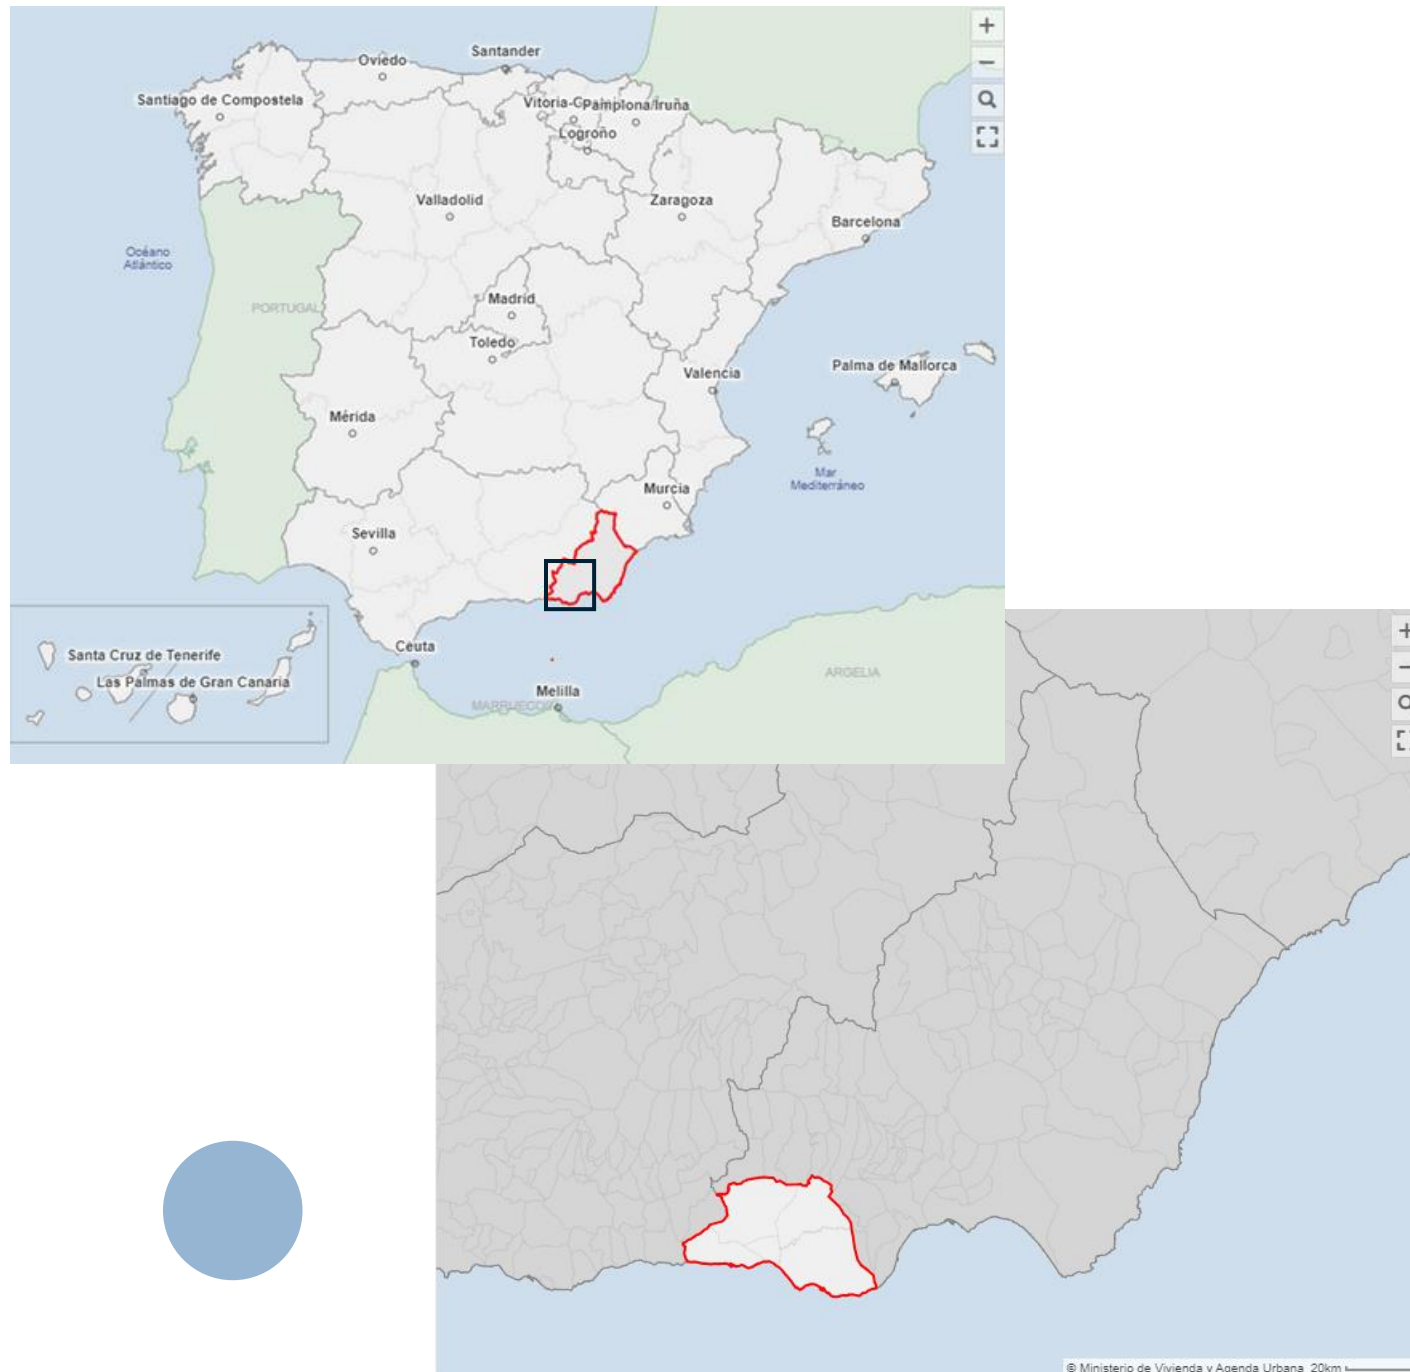 Santander
Oviedo
Santiago de Compostela
Vitoria-G
Pamplona/Iruña
Logroño
Valladolid
Zaragoza
Barcelona
Océano
Atlántico
PORTUGAL
Madrid
Toledo
Valencia
Palma de Mallorca
Mérida
Mar
Mediterráneo
Murcia
Sevilla
Ceuta
Santa Cruz de Tenerife
Las Palmas de Gran Canaria
ARGELIA
Melilla
MARRUECOS
© Ministerio de Vivienda y Agenda Urbana 20km